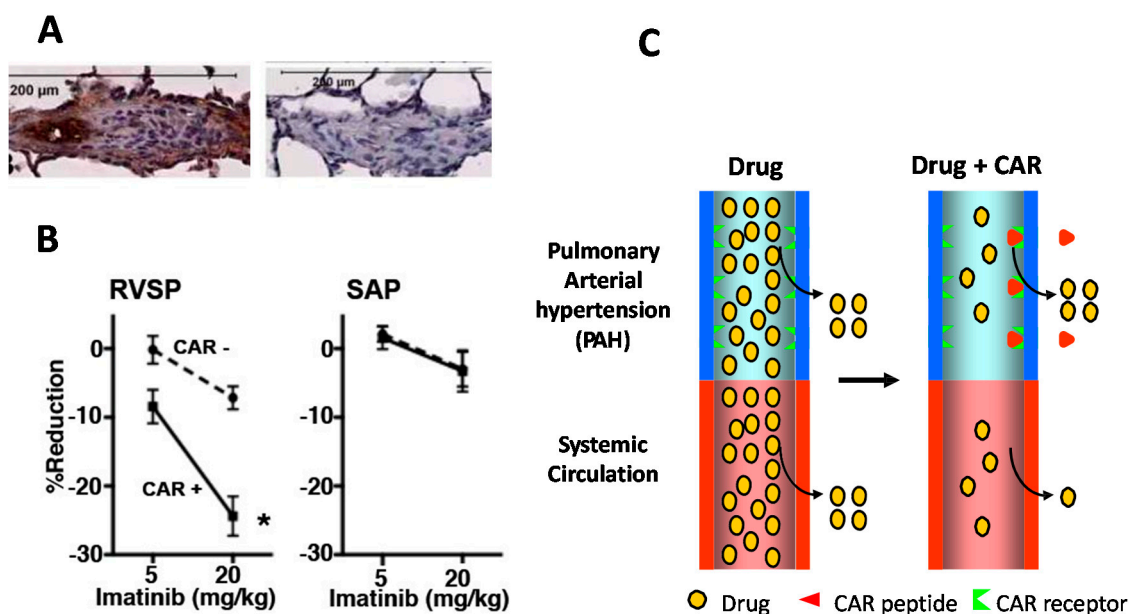 A
200 µm
200 µm
B
RVSP
SAP
%Reduction
0
-10
-20
-30
CAR -
CAR +
*
5
20
Imatinib (mg/kg)
0
-10
-20
-30
5
20
Imatinib (mg/kg)
C
Drug
Drug + CAR
Pulmonary
Arterial
hypertension
(PAH)
Systemic
Circulation
Drug
CAR peptide
CAR receptor